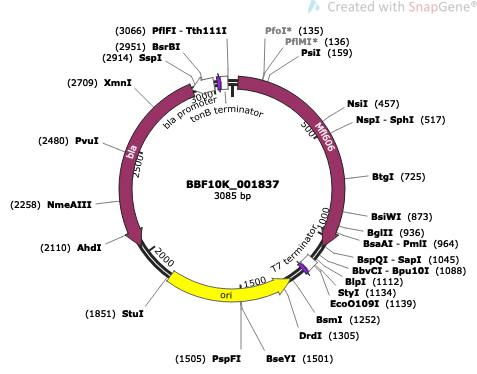 Created with SnapGene®
(3066) PflFI - Tth111I
PfoI* (135)
PflMI* (136)
PsiI (159)
(2951) BsrBI
(2914) SspI
(2709) XmnI
(2480) PvuI
(2258) NmeAIII
(2110) AhdI
(1851) StuI
NsiI (457)
NspI - SphI (517)
BtgI (725)
BsiWI (873)
BglII (936)
BsaAI - PmlI (964)
BspQI - SapI (1045)
BbvCI - Bpu10I (1088)
BlpI (1112)
StyI (1134)
EcoO109I (1139)
BsmI (1252)
DrdI (1305)
BseYI (1501)
(1505) PspFI
bla promoter
tonB terminator
T7 terminator
bla
Mfl606
ori
500
1000
1500
2000
2500
3000
BBF10K_001837
3085 bp